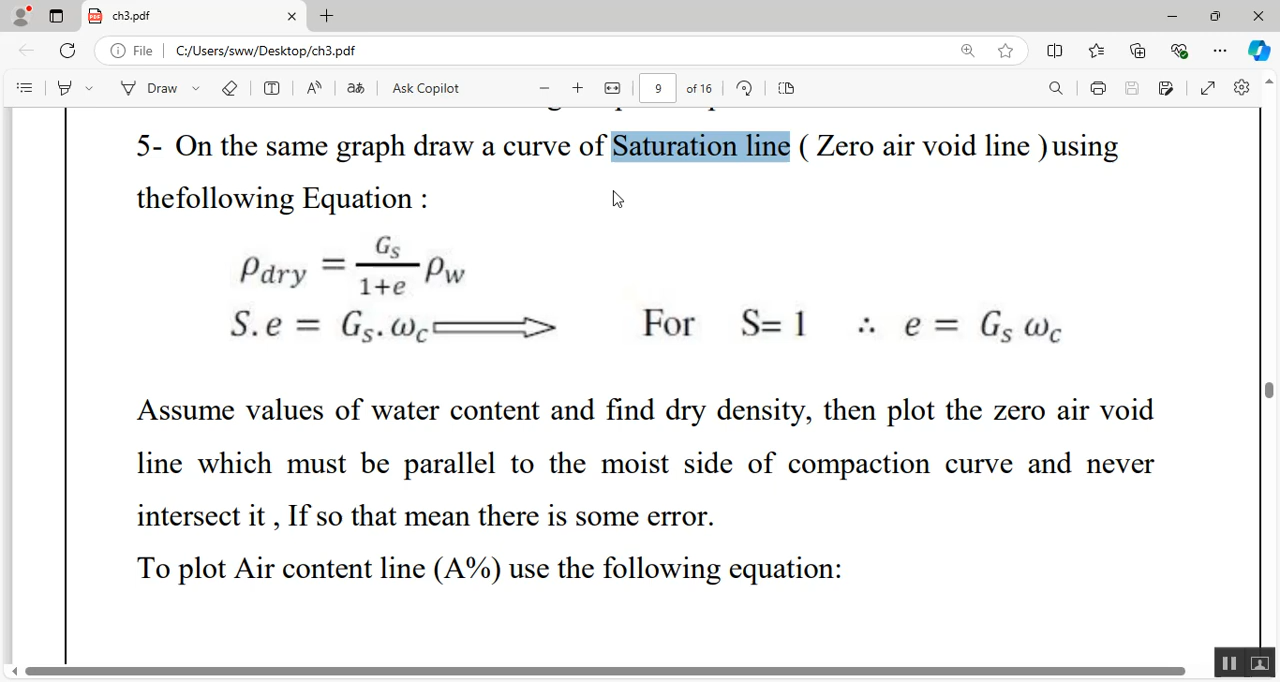 ch3.pdf
File C:/Users/sww/Desktop/ch3.pdf
Draw Ask Copilot 9 of 16
5- On the same graph draw a curve of Saturation line ( Zero air void line )using
thefollowing Equation :
ρdry = Gs/1+e ρw
S.e = Gs.ωc For S= 1 ∴ e = Gs ωc
Assume values of water content and find dry density, then plot the zero air void
line which must be parallel to the moist side of compaction curve and never
intersect it , If so that mean there is some error.
To plot Air content line (A%) use the following equation: